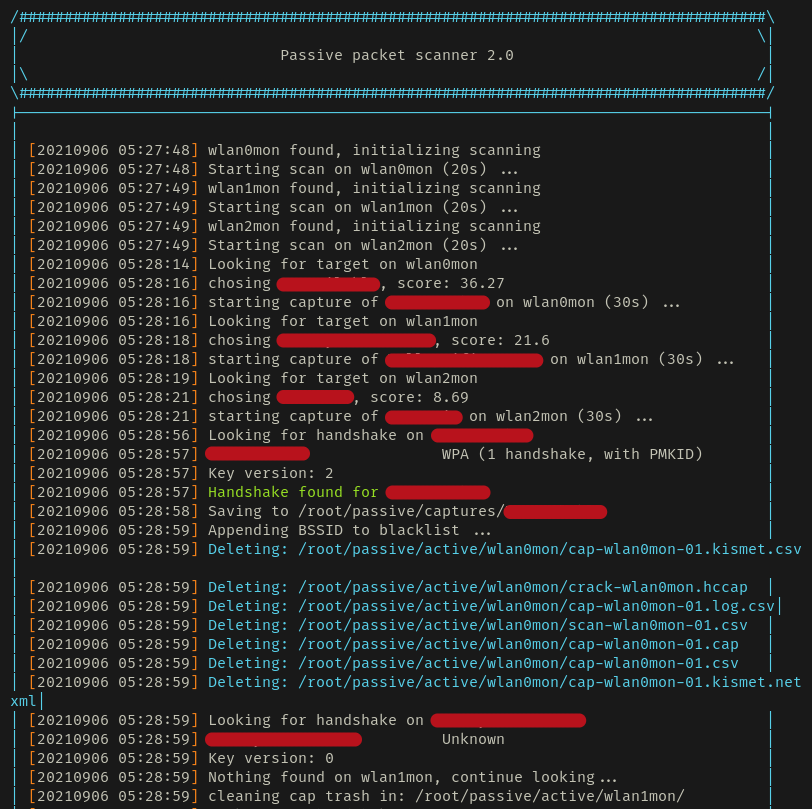 /###################################################################################\
|/ \|
| Passive packet scanner 2.0 |
|\ /|
\###################################################################################/
[20210906 05:27:48] wlan0mon found, initializing scanning
[20210906 05:27:48] Starting scan on wlan0mon (20s) ...
[20210906 05:27:49] wlan1mon found, initializing scanning
[20210906 05:27:49] Starting scan on wlan1mon (20s) ...
[20210906 05:27:49] wlan2mon found, initializing scanning
[20210906 05:27:49] Starting scan on wlan2mon (20s) ...
[20210906 05:28:14] Looking for target on wlan0mon
[20210906 05:28:16] chosing , score: 36.27
[20210906 05:28:16] starting capture of on wlan0mon (30s) ...
[20210906 05:28:16] Looking for target on wlan1mon
[20210906 05:28:18] chosing , score: 21.6
[20210906 05:28:18] starting capture of on wlan1mon (30s) ...
[20210906 05:28:19] Looking for target on wlan2mon
[20210906 05:28:21] chosing , score: 8.69
[20210906 05:28:21] starting capture of on wlan2mon (30s) ...
[20210906 05:28:56] Looking for handshake on
[20210906 05:28:57] WPA (1 handshake, with PMKID)
[20210906 05:28:57] Key version: 2
[20210906 05:28:57] Handshake found for
[20210906 05:28:58] Saving to /root/passive/captures/
[20210906 05:28:59] Appending BSSID to blacklist ...
[20210906 05:28:59] Deleting: /root/passive/active/wlan0mon/cap-wlan0mon-01.kismet.csv
[20210906 05:28:59] Deleting: /root/passive/active/wlan0mon/crack-wlan0mon.hccap |
[20210906 05:28:59] Deleting: /root/passive/active/wlan0mon/cap-wlan0mon-01.log.csv|
[20210906 05:28:59] Deleting: /root/passive/active/wlan0mon/scan-wlan0mon-01.csv |
[20210906 05:28:59] Deleting: /root/passive/active/wlan0mon/cap-wlan0mon-01.cap |
[20210906 05:28:59] Deleting: /root/passive/active/wlan0mon/cap-wlan0mon-01.csv |
[20210906 05:28:59] Deleting: /root/passive/active/wlan0mon/cap-wlan0mon-01.kismet.net
xml|
[20210906 05:28:59] Looking for handshake on
[20210906 05:28:59] Unknown
[20210906 05:28:59] Key version: 0
[20210906 05:28:59] Nothing found on wlan1mon, continue looking...
[20210906 05:28:59] cleaning cap trash in: /root/passive/active/wlan1mon/